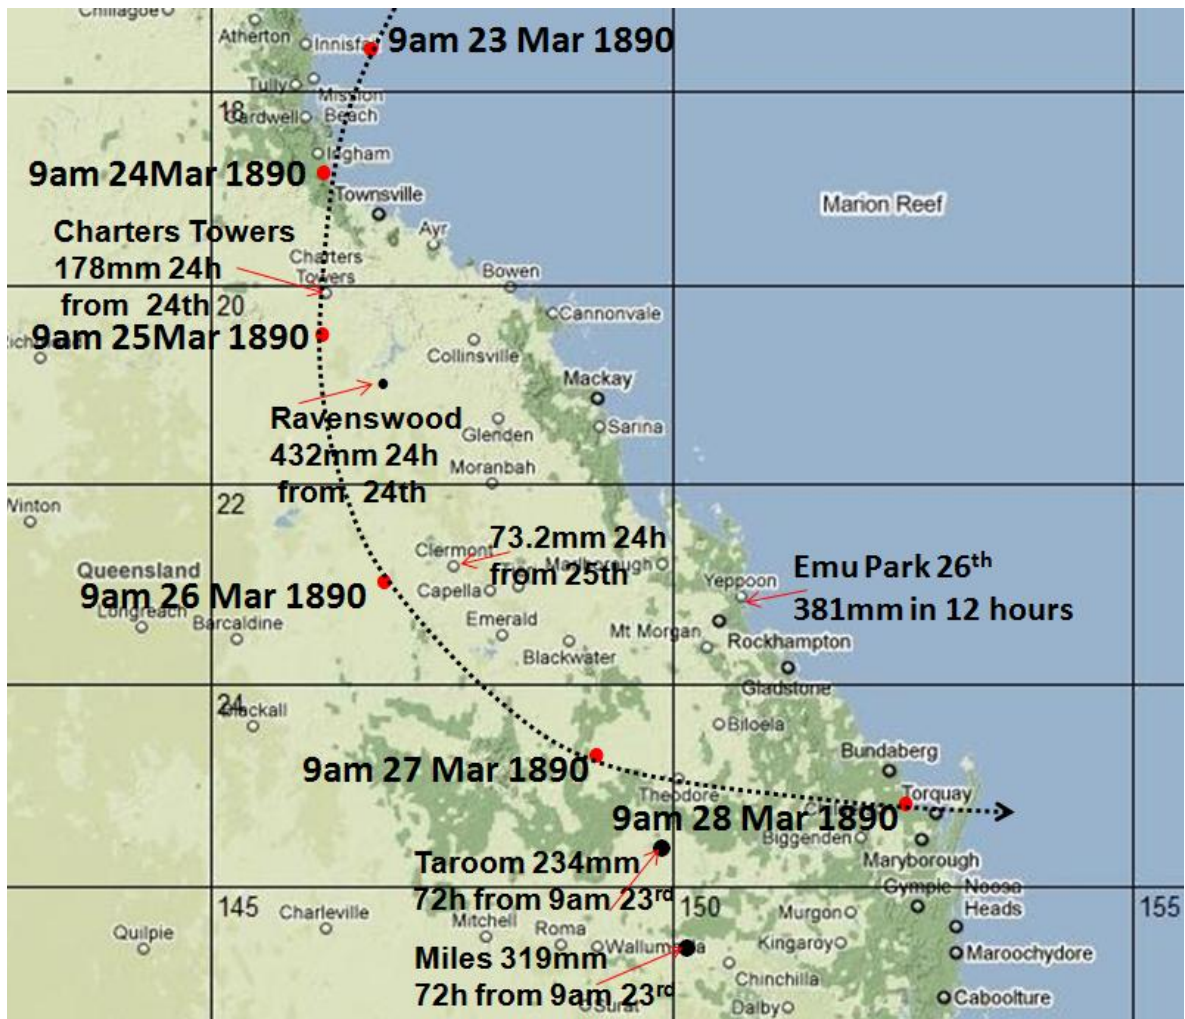 Chillagoe
Atherton
Innisfail
9am 23 Mar 1890
Tully
Mission
Beach
18
Cardwell
Ingham
9am 24Mar 1890
Townsville
Marion Reef
Charters Towers
178mm 24h
from 24th
Ayr
Charters
Towers
Bowen
20
Cannonvale
9am 25Mar 1890
Collinsville
Mackay
Ravenswood
432mm 24h
from 24th
Glenden
Sarina
Moranbah
22
Winton
Clermont
73.2mm 24h
from 25th
Marlborough
Queensland
Capella
Yeppoon
Emu Park 26th
381mm in 12 hours
9am 26 Mar 1890
Longreach
Barcaldine
Emerald
Mt Morgan
Rockhampton
Blackwater
Gladstone
24
Blackall
Biloela
Bundaberg
9am 27 Mar 1890
Theodore
Torquay
9am 28 Mar 1890
Biggenden
Maryborough
Taroom 234mm
72h from 9am 23rd
Gympie
Noosa
Heads
145
150
155
Charleville
Mitchell
Roma
Murgon
Quilpie
Wallumbilla
Kingaroy
Maroochydore
Miles 319mm
72h from 9am 23rd
Chinchilla
Surat
Dalby
Caboolture